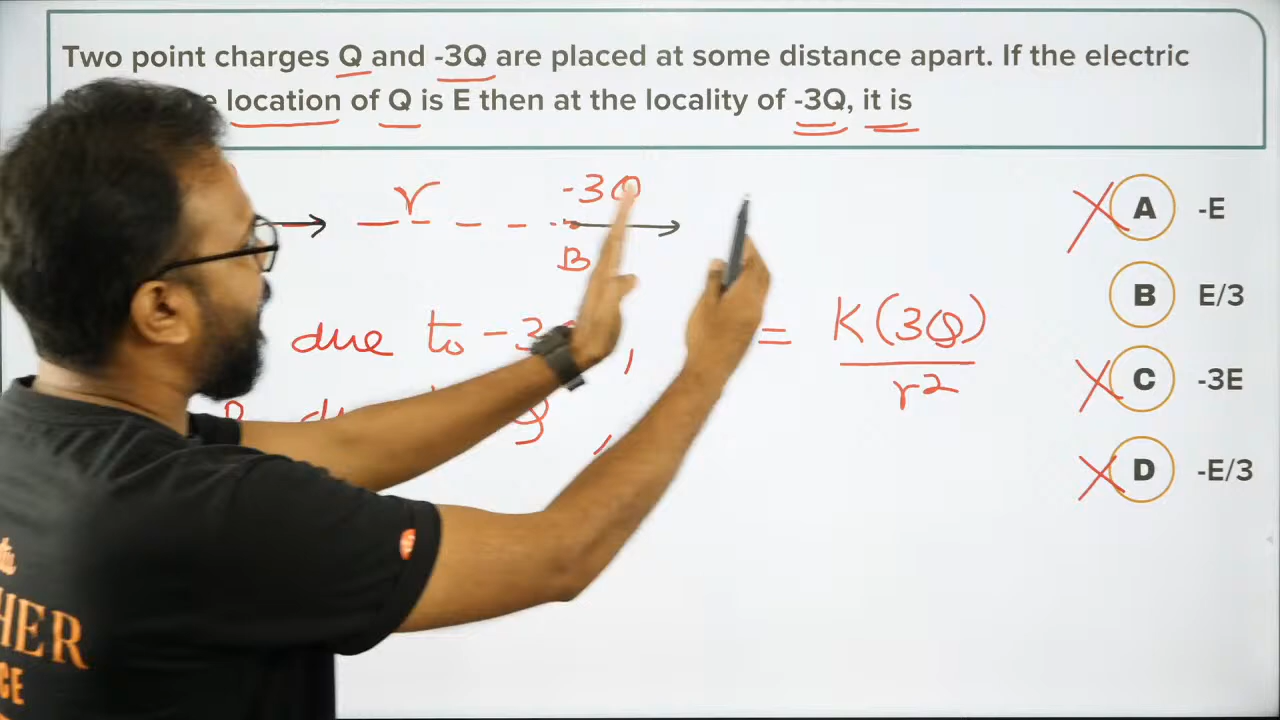 Two point charges Q and -3Q are placed at some distance apart. If the electric
location of Q is E then at the locality of -3Q, it is
r
-3Q
B
A -E
B E/3
C -3E
D -E/3
due to -3
, = K(3Q)
r2
Q ,
HER
CE